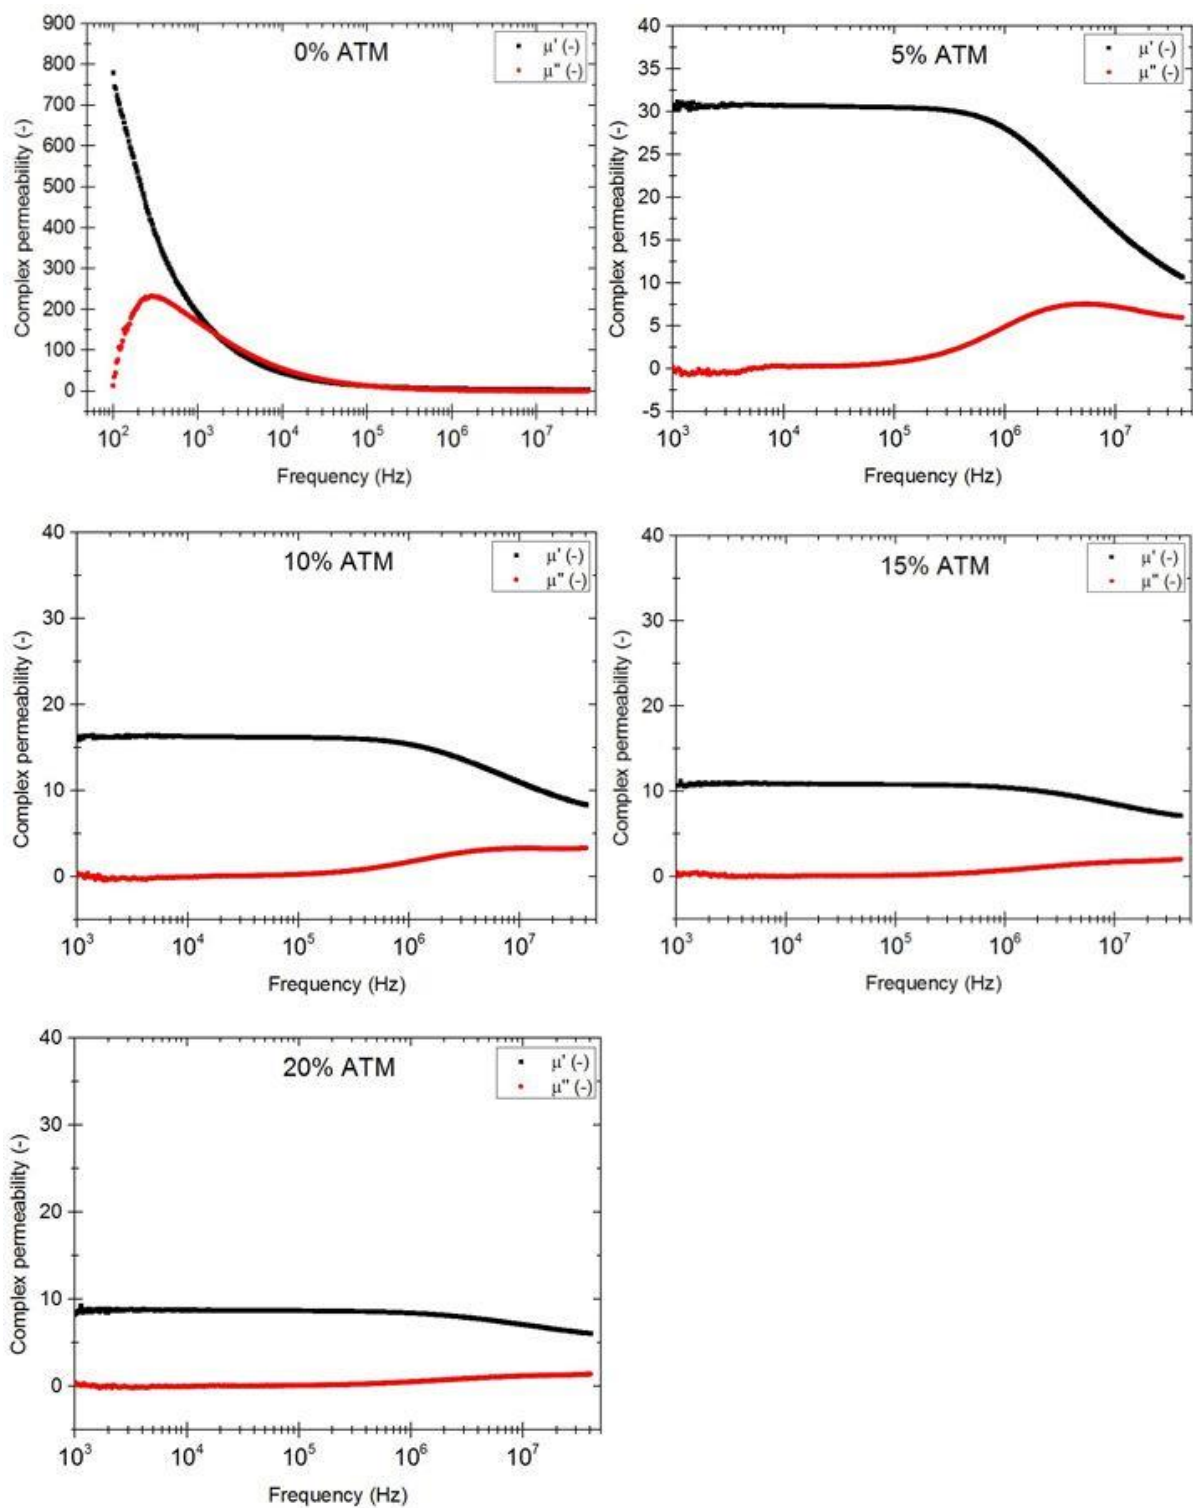 0% ATM
μ' (-)
μ'' (-)
Complex permeability (-)
900
800
700
600
500
400
300
200
100
0
10² 10³ 10⁴ 10⁵ 10⁶ 10⁷
Frequency (Hz)
5% ATM
μ' (-)
μ'' (-)
Complex permeability (-)
40
35
30
25
20
15
10
5
0
-5
10³ 10⁴ 10⁵ 10⁶ 10⁷
Frequency (Hz)
10% ATM
μ' (-)
μ'' (-)
Complex permeability (-)
40
30
20
10
0
10³ 10⁴ 10⁵ 10⁶ 10⁷
Frequency (Hz)
15% ATM
μ' (-)
μ'' (-)
Complex permeability (-)
40
30
20
10
0
10³ 10⁴ 10⁵ 10⁶ 10⁷
Frequency (Hz)
20% ATM
μ' (-)
μ'' (-)
Complex permeability (-)
40
30
20
10
0
10³ 10⁴ 10⁵ 10⁶ 10⁷
Frequency (Hz)